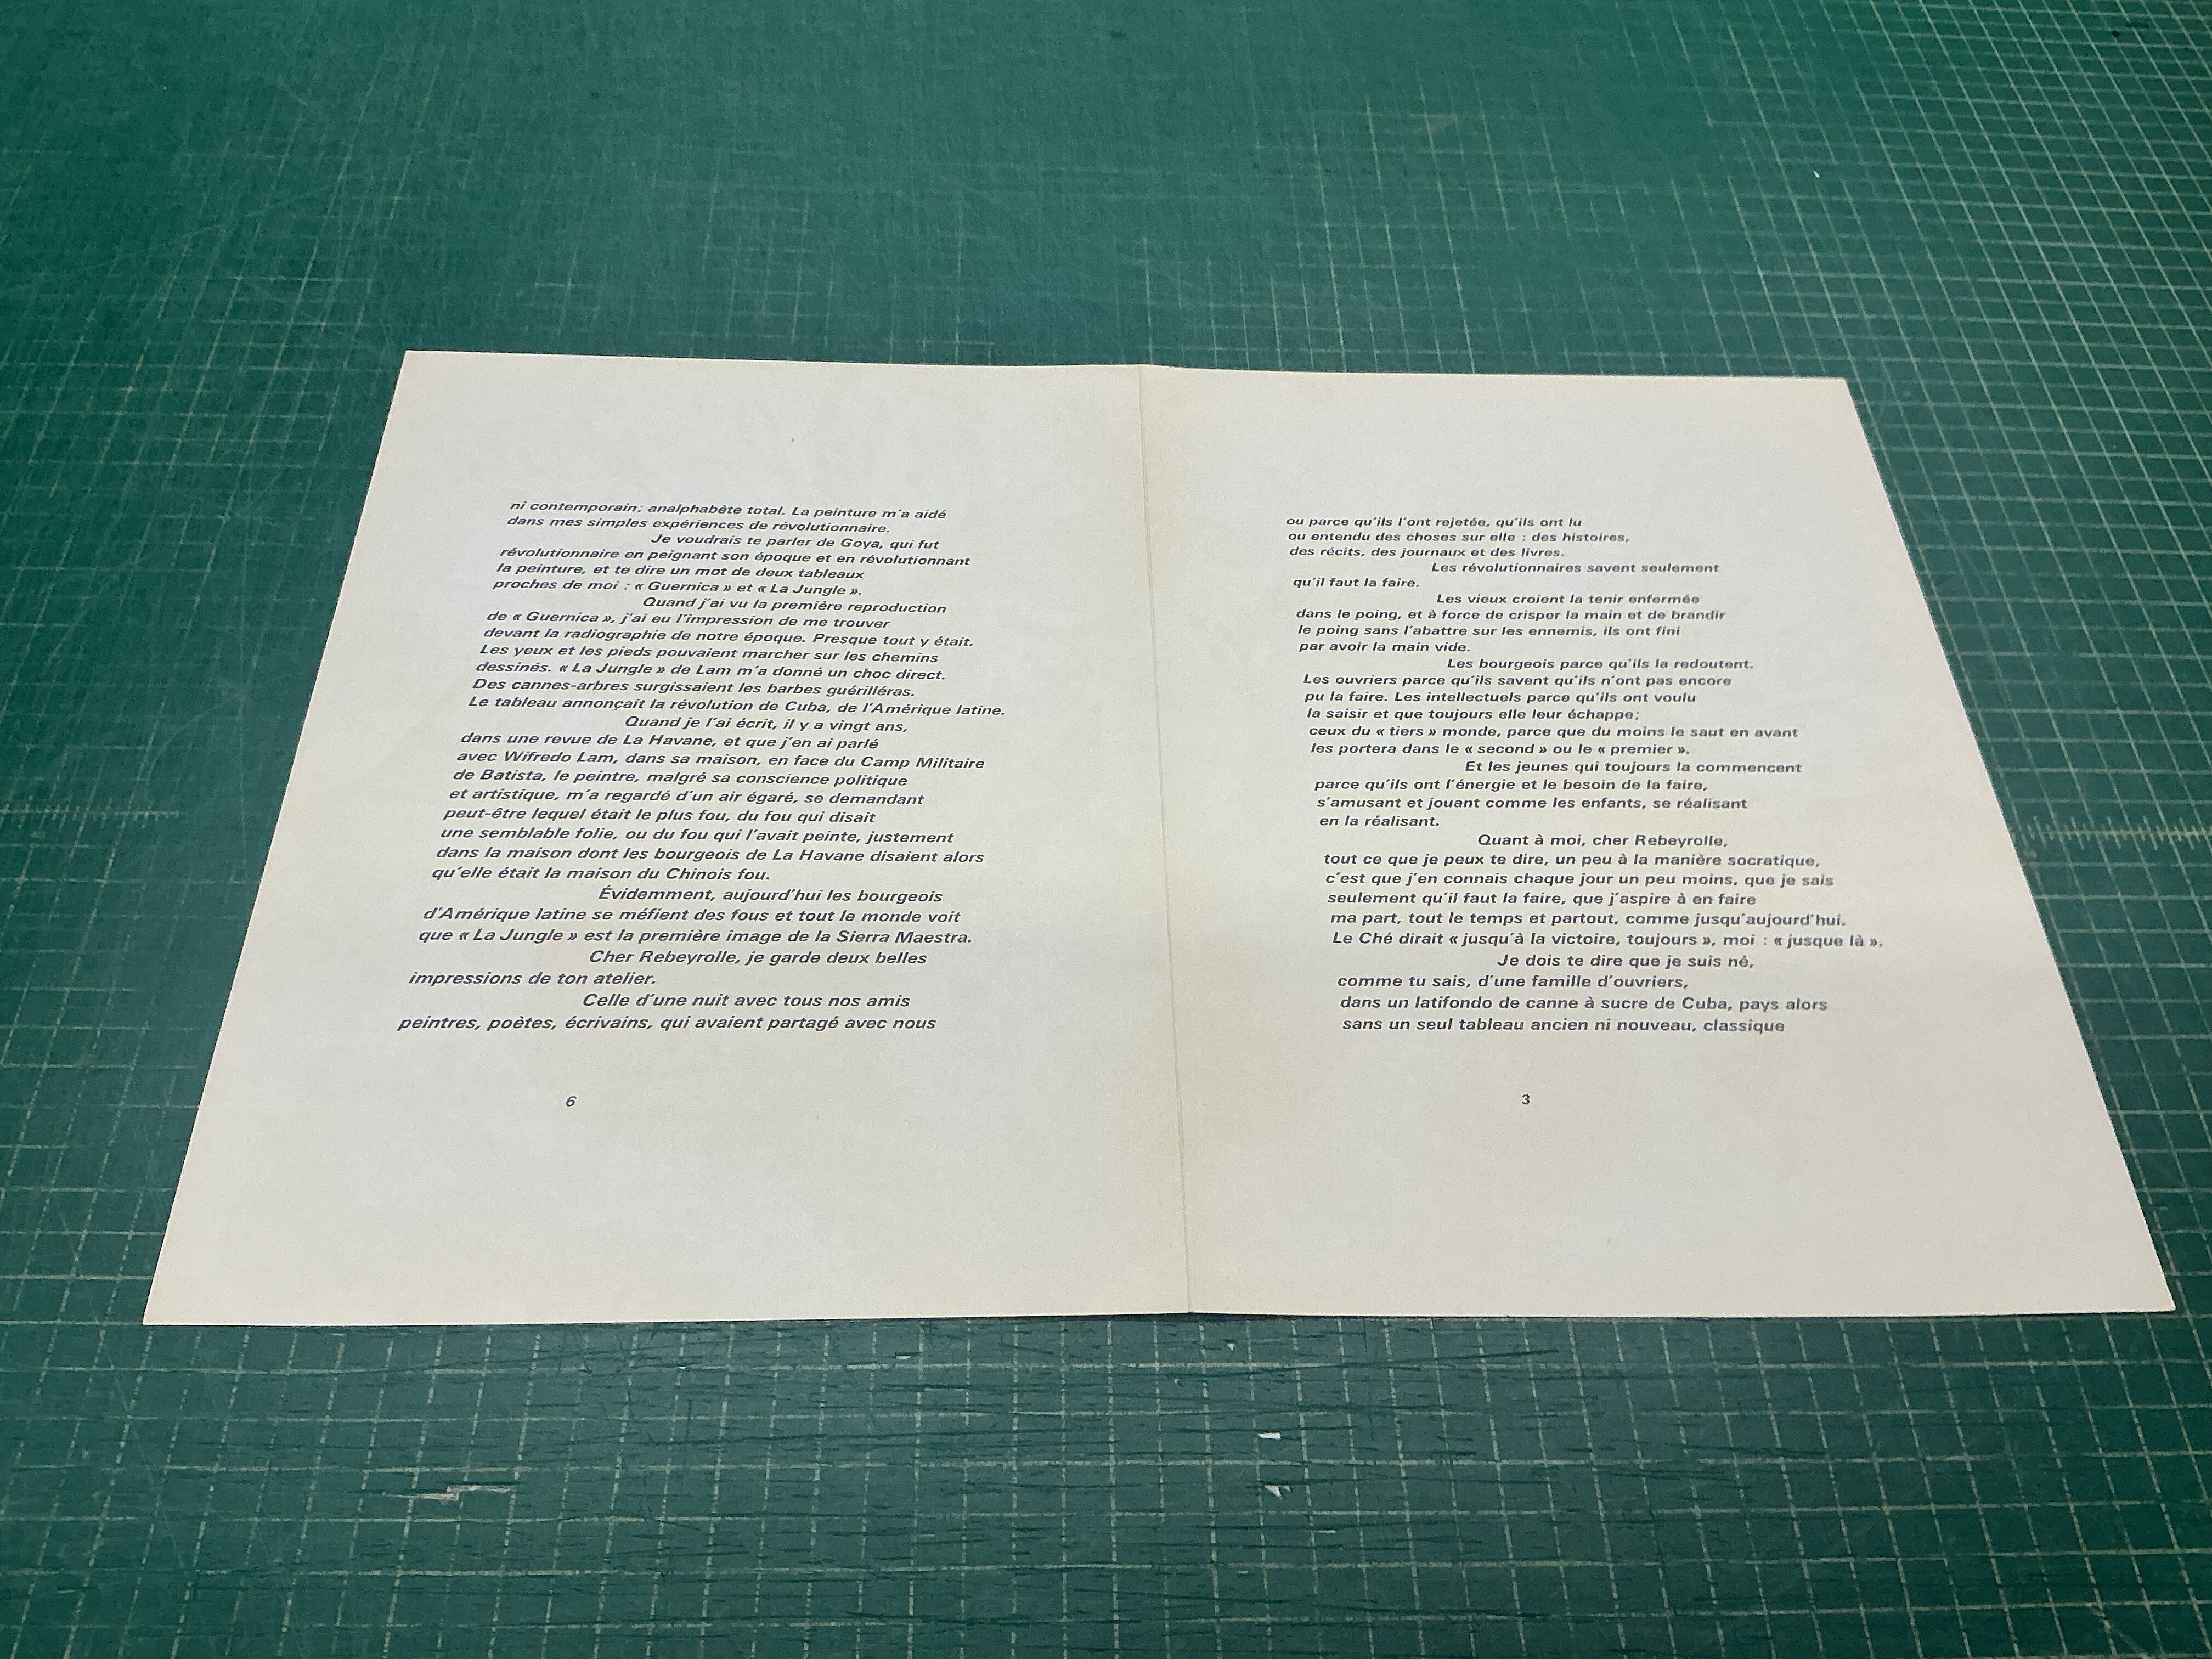 ni contemporain; analphabète total. La peinture m'a aidé
dans mes simples expériences de révolutionnaire.
Je voudrais te parler de Goya, qui fut
révolutionnaire en peignant son époque et en révolutionnant
la peinture, et te dire un mot de deux tableaux
proches de moi : « Guernica » et « La Jungle ».
Quand j'ai vu la première reproduction
de « Guernica », j'ai eu l'impression de me trouver
devant la radiographie de notre époque. Presque tout y était.
Les yeux et les pieds pouvaient marcher sur les chemins
dessinés. « La Jungle » de Lam m'a donné un choc direct.
Des cannes-arbres surgissaient les barbes guérilléras.
Le tableau annonçait la révolution de Cuba, de l'Amérique latine.
Quand je l'ai écrit, il y a vingt ans,
dans une revue de La Havane, et que j'en ai parlé
avec Wifredo Lam, dans sa maison, en face du Camp Militaire
de Batista, le peintre, malgré sa conscience politique
et artistique, m'a regardé d'un air égaré, se demandant
peut-être lequel était le plus fou, du fou qui disait
une semblable folie, ou du fou qui l'avait peinte, justement
dans la maison dont les bourgeois de La Havane disaient alors
qu'elle était la maison du Chinois fou.
Évidemment, aujourd'hui les bourgeois
d'Amérique latine se méfient des fous et tout le monde voit
que « La Jungle » est la première image de la Sierra Maestra.
Cher Rebeyrolle, je garde deux belles
impressions de ton atelier.
Celle d'une nuit avec tous nos amis
peintres, poètes, écrivains, qui avaient partagé avec nous
6
ou parce qu'ils l'ont rejetée, qu'ils ont lu
ou entendu des choses sur elle : des histoires,
des récits, des journaux et des livres.
Les révolutionnaires savent seulement
qu'il faut la faire.
Les vieux croient la tenir enfermée
dans le poing, et à force de crisper la main et de brandir
le poing sans l'abattre sur les ennemis, ils ont fini
par avoir la main vide.
Les bourgeois parce qu'ils la redoutent.
Les ouvriers parce qu'ils savent qu'ils n'ont pas encore
pu la faire. Les intellectuels parce qu'ils ont voulu
la saisir et que toujours elle leur échappe;
ceux du « tiers » monde, parce que du moins le saut en avant
les portera dans le « second » ou le « premier ».
Et les jeunes qui toujours la commencent
parce qu'ils ont l'énergie et le besoin de la faire,
s'amusant et jouant comme les enfants, se réalisant
en la réalisant.
Quant à moi, cher Rebeyrolle,
tout ce que je peux te dire, un peu à la manière socratique,
c'est que j'en connais chaque jour un peu moins, que je sais
seulement qu'il faut la faire, que j'aspire à en faire
ma part, tout le temps et partout, comme jusqu'aujourd'hui.
Le Ché dirait « jusqu'à la victoire, toujours », moi : « jusque là ».
Je dois te dire que je suis né,
comme tu sais, d'une famille d'ouvriers,
dans un latifondo de canne à sucre de Cuba, pays alors
sans un seul tableau ancien ni nouveau, classique
3